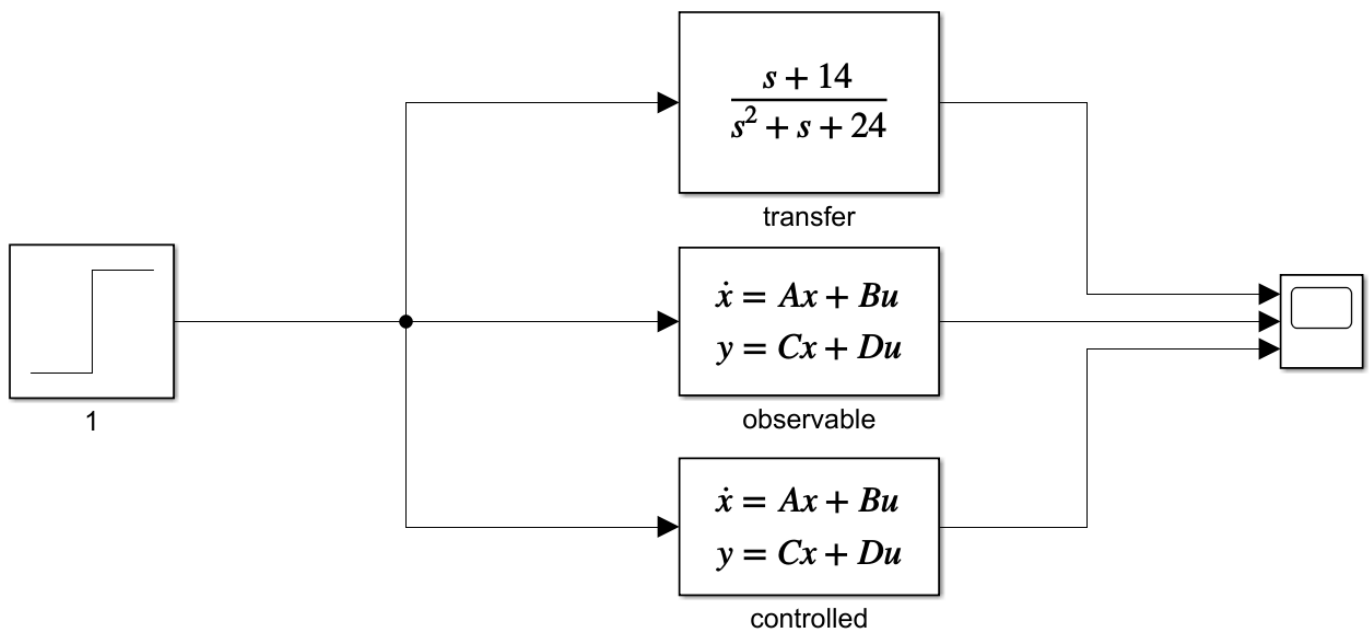 s + 14
s² + s + 24
transfer
ẋ = Ax + Bu
y = Cx + Du
1
observable
ẋ = Ax + Bu
y = Cx + Du
controlled